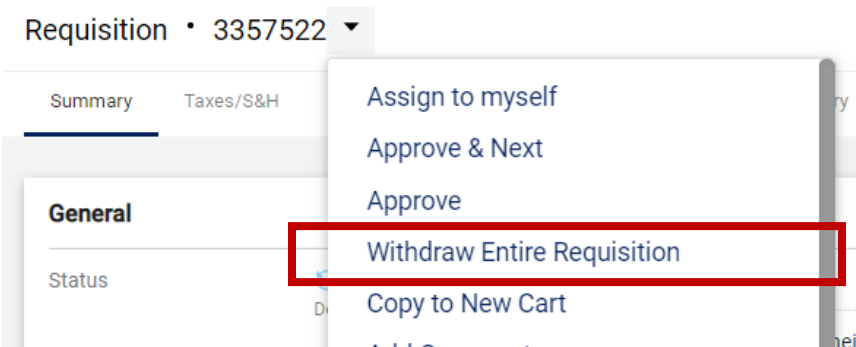 Requisition • 3357522
Summary Taxes/S&H
Assign to myself
Approve & Next
Approve
General
Withdraw Entire Requisition
Status
Copy to New Cart